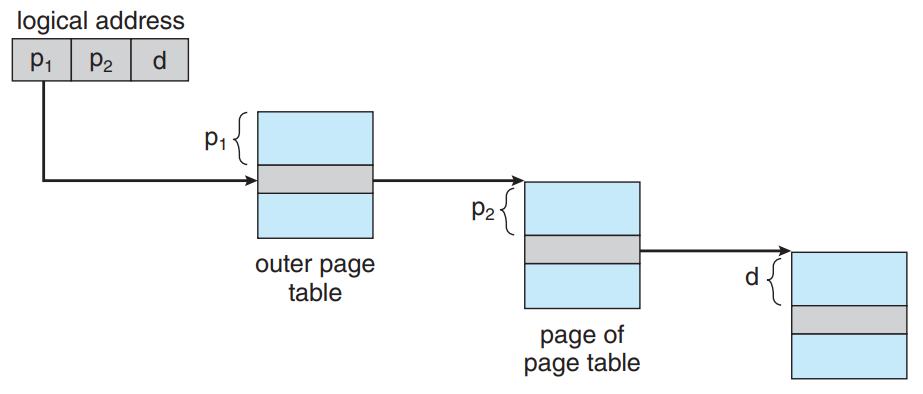 logical address
p₁ p₂ d
p₁
outer page
table
p₂
page of
page table
d